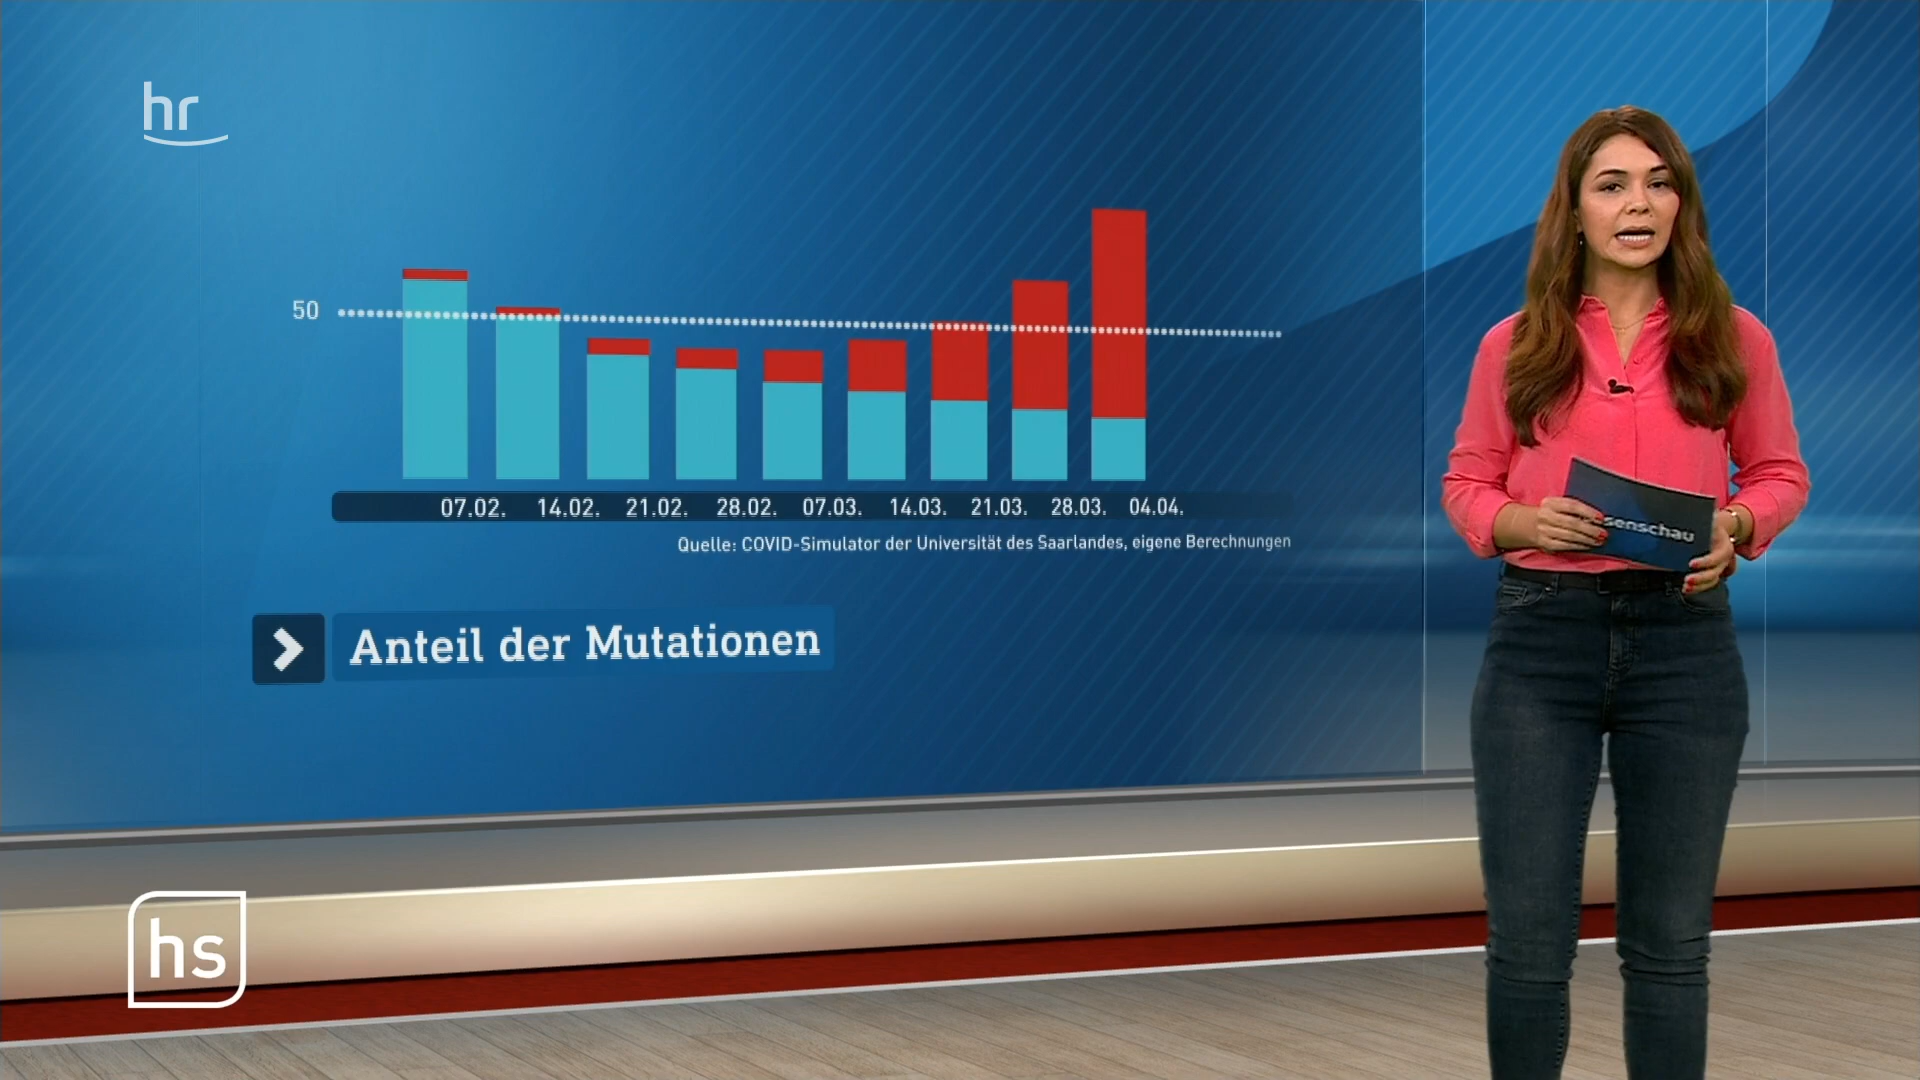 hr
50
07.02. 14.02. 21.02. 28.02. 07.03. 14.03. 21.03. 28.03. 04.04.
Quelle: COVID-Simulator der Universität des Saarlandes, eigene Berechnungen
senschau
Anteil der Mutationen
hs